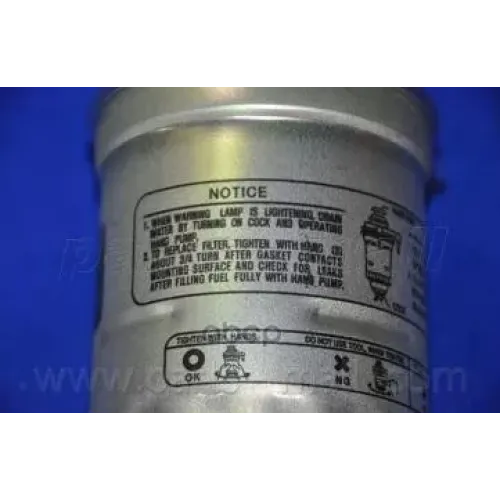 NOTICE
1. WHEN WARNING LAMP IS LIGHTENING, DRAIN
WATER BY TURNING ON COCK AND OPERATING
HAND PUMP.
2. TO REPLACE FILTER, TIGHTEN WITH HAND
ABOUT 3/4 TURN AFTER GASKET CONTACTS
MOUNTING SURFACE AND CHECK FOR LEAKS
AFTER FILLING FUEL FULLY WITH HAND PUMP.
TIGHTEN WITH HANDS
DO NOT USE TOOL, WHEN
OK
NG